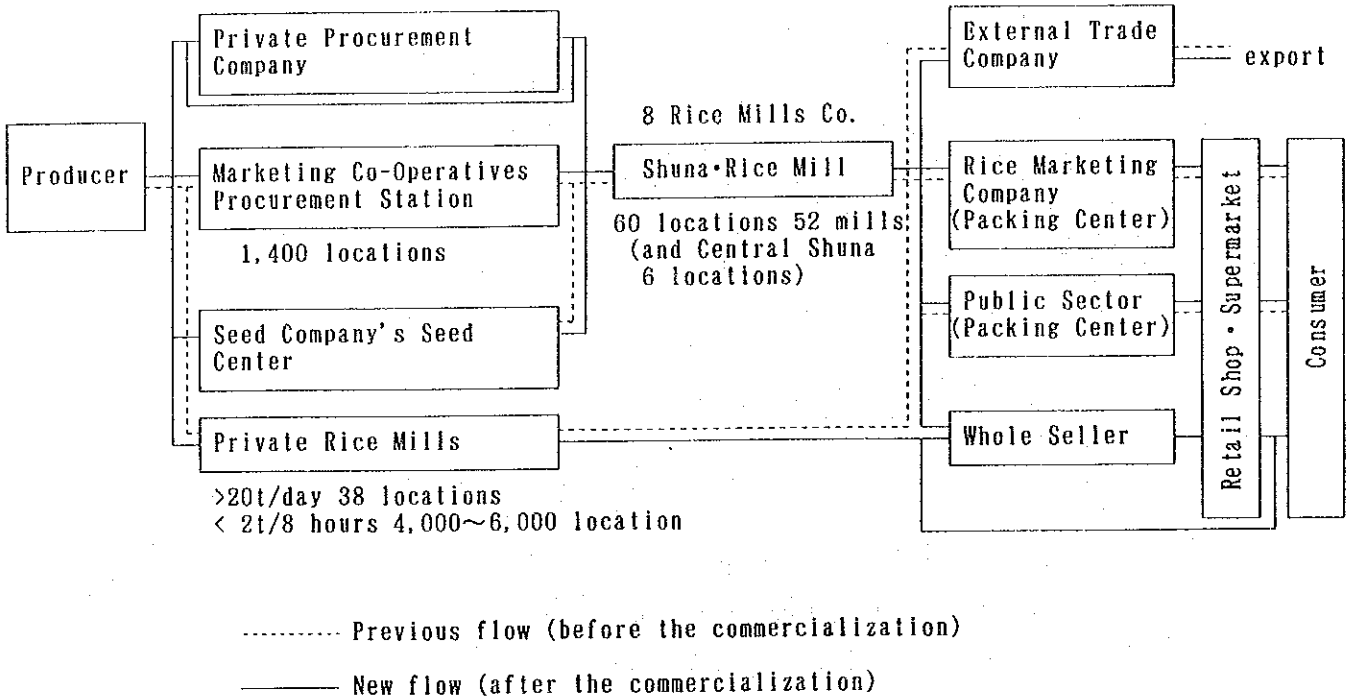 Producer
Private Procurement
Company
Marketing Co-Operatives
Procurement Station
1,400 locations
Seed Company's Seed
Center
Private Rice Mills
>20t/day 38 locations
< 2t/8 hours 4,000~6,000 location
8 Rice Mills Co.
Shuna・Rice Mill
60 locations 52 mills
(and Central Shuna
6 locations)
External Trade
Company
export
Rice Marketing
Company
(Packing Center)
Public Sector
(Packing Center)
Whole Seller
Retail Shop・Supermarket
Consumer
Previous flow (before the commercialization)
New flow (after the commercialization)